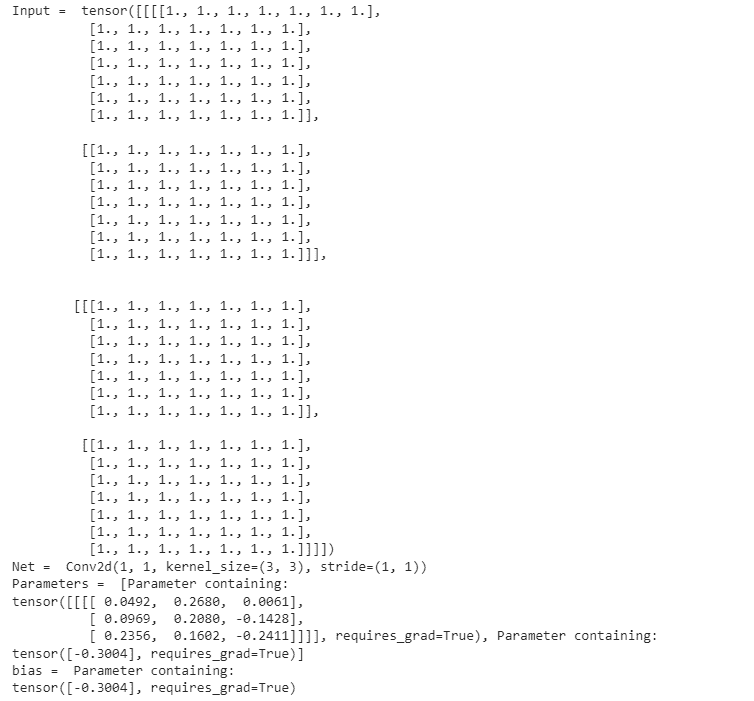 Input =  tensor([[[[1., 1., 1., 1., 1., 1., 1.],
          [1., 1., 1., 1., 1., 1., 1.],
          [1., 1., 1., 1., 1., 1., 1.],
          [1., 1., 1., 1., 1., 1., 1.],
          [1., 1., 1., 1., 1., 1., 1.],
          [1., 1., 1., 1., 1., 1., 1.],
          [1., 1., 1., 1., 1., 1., 1.]],

         [[1., 1., 1., 1., 1., 1., 1.],
          [1., 1., 1., 1., 1., 1., 1.],
          [1., 1., 1., 1., 1., 1., 1.],
          [1., 1., 1., 1., 1., 1., 1.],
          [1., 1., 1., 1., 1., 1., 1.],
          [1., 1., 1., 1., 1., 1., 1.],
          [1., 1., 1., 1., 1., 1., 1.]]],


        [[[1., 1., 1., 1., 1., 1., 1.],
          [1., 1., 1., 1., 1., 1., 1.],
          [1., 1., 1., 1., 1., 1., 1.],
          [1., 1., 1., 1., 1., 1., 1.],
          [1., 1., 1., 1., 1., 1., 1.],
          [1., 1., 1., 1., 1., 1., 1.],
          [1., 1., 1., 1., 1., 1., 1.]],

         [[1., 1., 1., 1., 1., 1., 1.],
          [1., 1., 1., 1., 1., 1., 1.],
          [1., 1., 1., 1., 1., 1., 1.],
          [1., 1., 1., 1., 1., 1., 1.],
          [1., 1., 1., 1., 1., 1., 1.],
          [1., 1., 1., 1., 1., 1., 1.],
          [1., 1., 1., 1., 1., 1., 1.]]]])
Net =  Conv2d(1, 1, kernel_size=(3, 3), stride=(1, 1))
Parameters =  [Parameter containing:
tensor([[[[ 0.0492,  0.2680,  0.0061],
          [ 0.0969,  0.2080, -0.1428],
          [ 0.2356,  0.1602, -0.2411]]]], requires_grad=True), Parameter containing:
tensor([-0.3004], requires_grad=True)]
bias =  Parameter containing:
tensor([-0.3004], requires_grad=True)